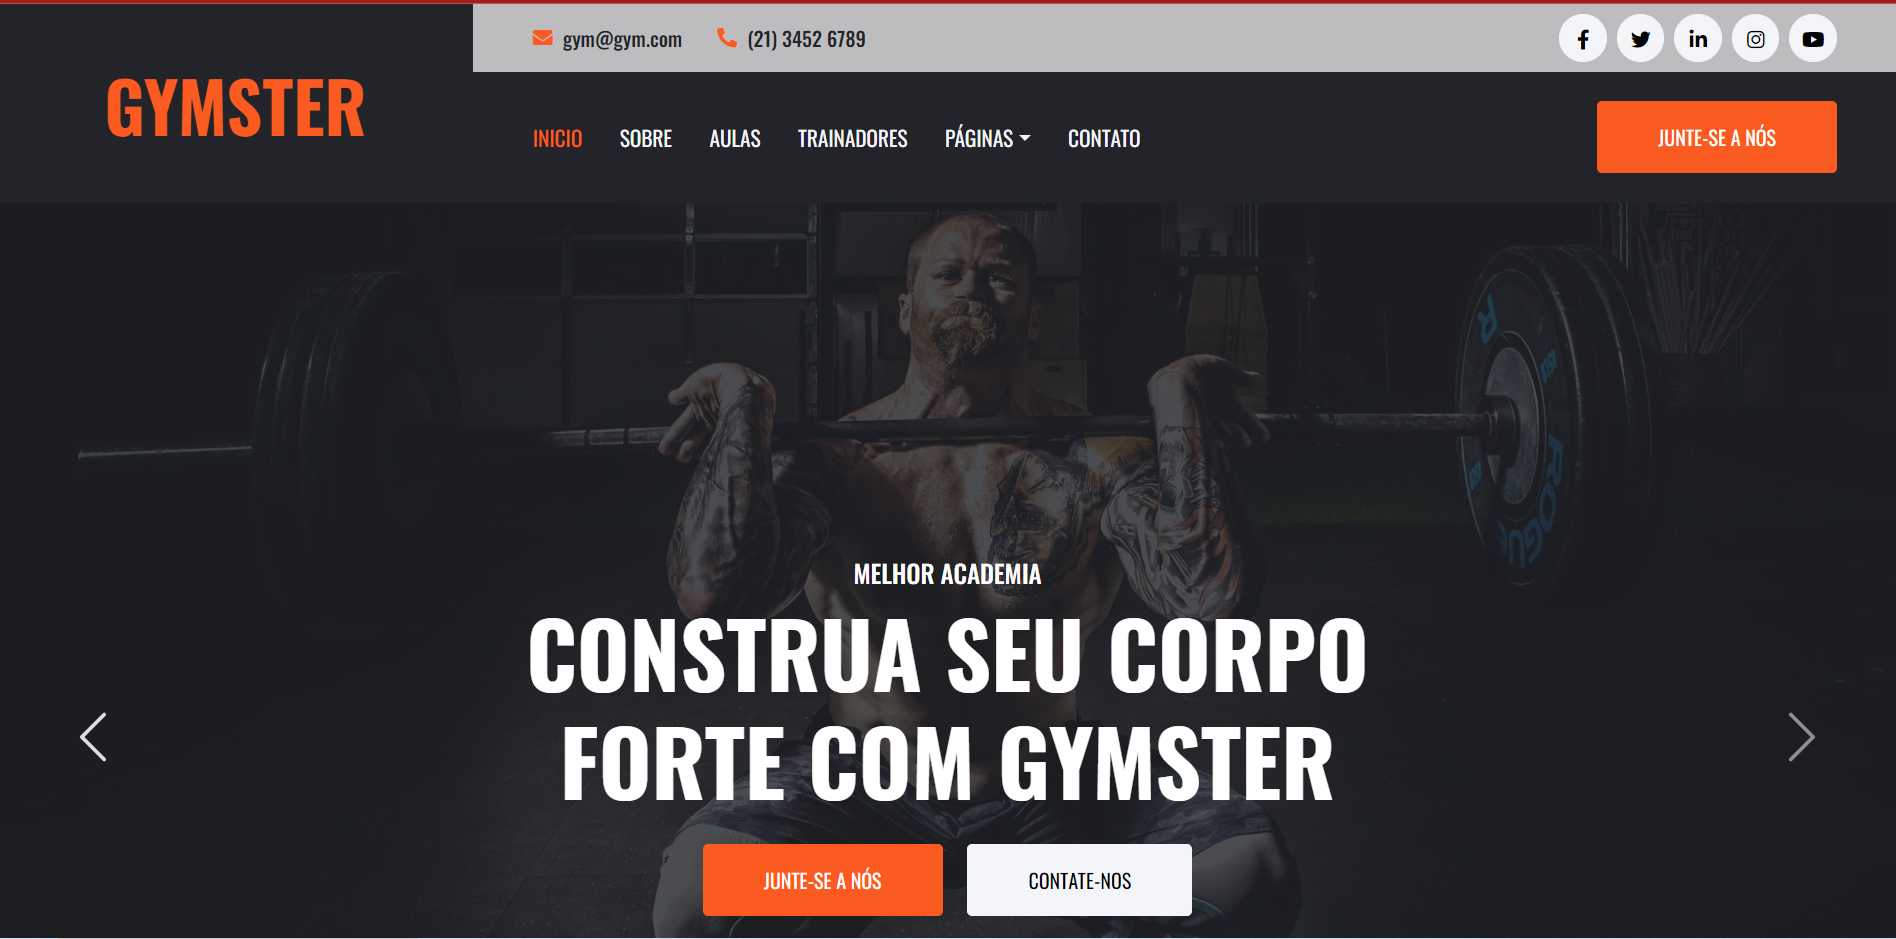 gym@gym.com (21) 3452 6789
GYMSTER
INICIO SOBRE AULAS TRAINADORES PÁGINAS CONTATO
JUNTE-SE A NÓS
MELHOR ACADEMIA
CONSTRUA SEU CORPO
FORTE COM GYMSTER
JUNTE-SE A NÓS CONTATE-NOS
ROGUE